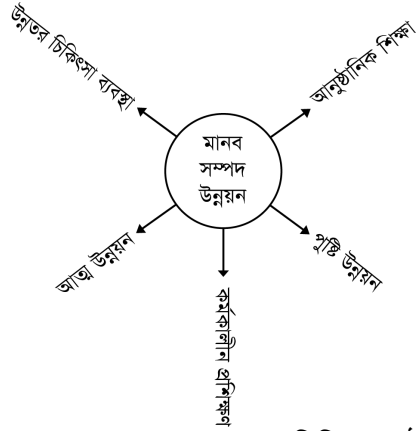 উন্নতর চিকিৎসা ব্যবস্থা
আনুষ্ঠানিক শিক্ষা
মানব
সম্পদ
উন্নয়ন
আত্ম উন্নয়ন
পুষ্টি উন্নয়ন
কর্মকালীন প্রশিক্ষণ